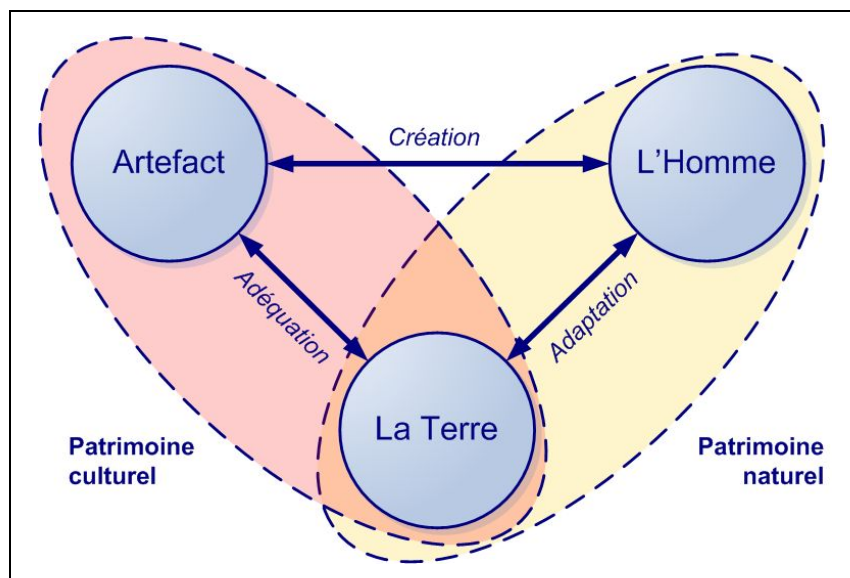 Création
Artefact
L'Homme
Adéquation
Adaptation
La Terre
Patrimoine
culturel
Patrimoine
naturel